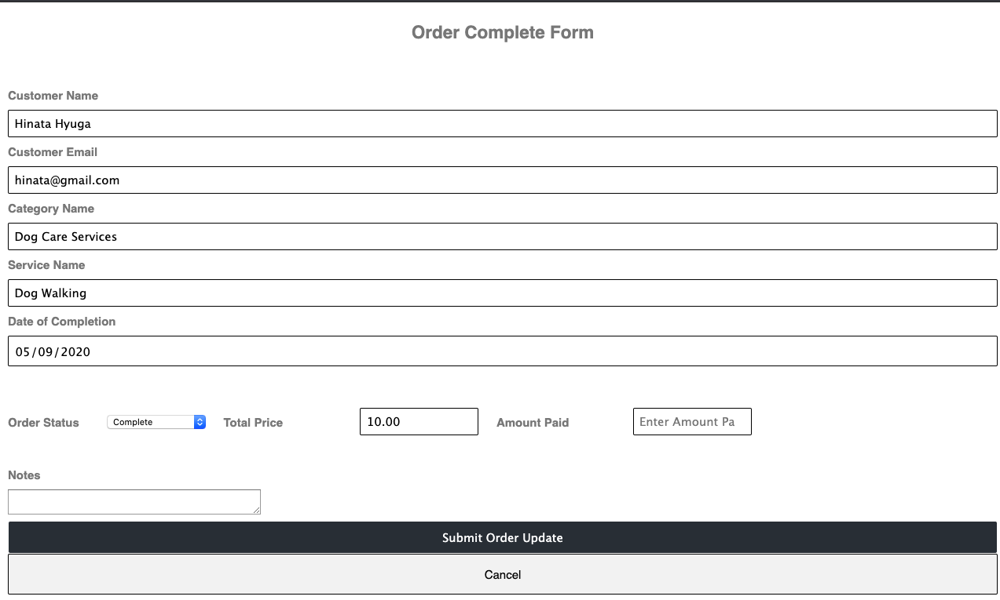 Order Complete Form
Customer Name
Hinata Hyuga
Customer Email
hinata@gmail.com
Category Name
Dog Care Services
Service Name
Dog Walking
Date of Completion
05/09/2020
Order Status Complete Total Price 10.00 Amount Paid Enter Amount Pa
Notes
Submit Order Update
Cancel